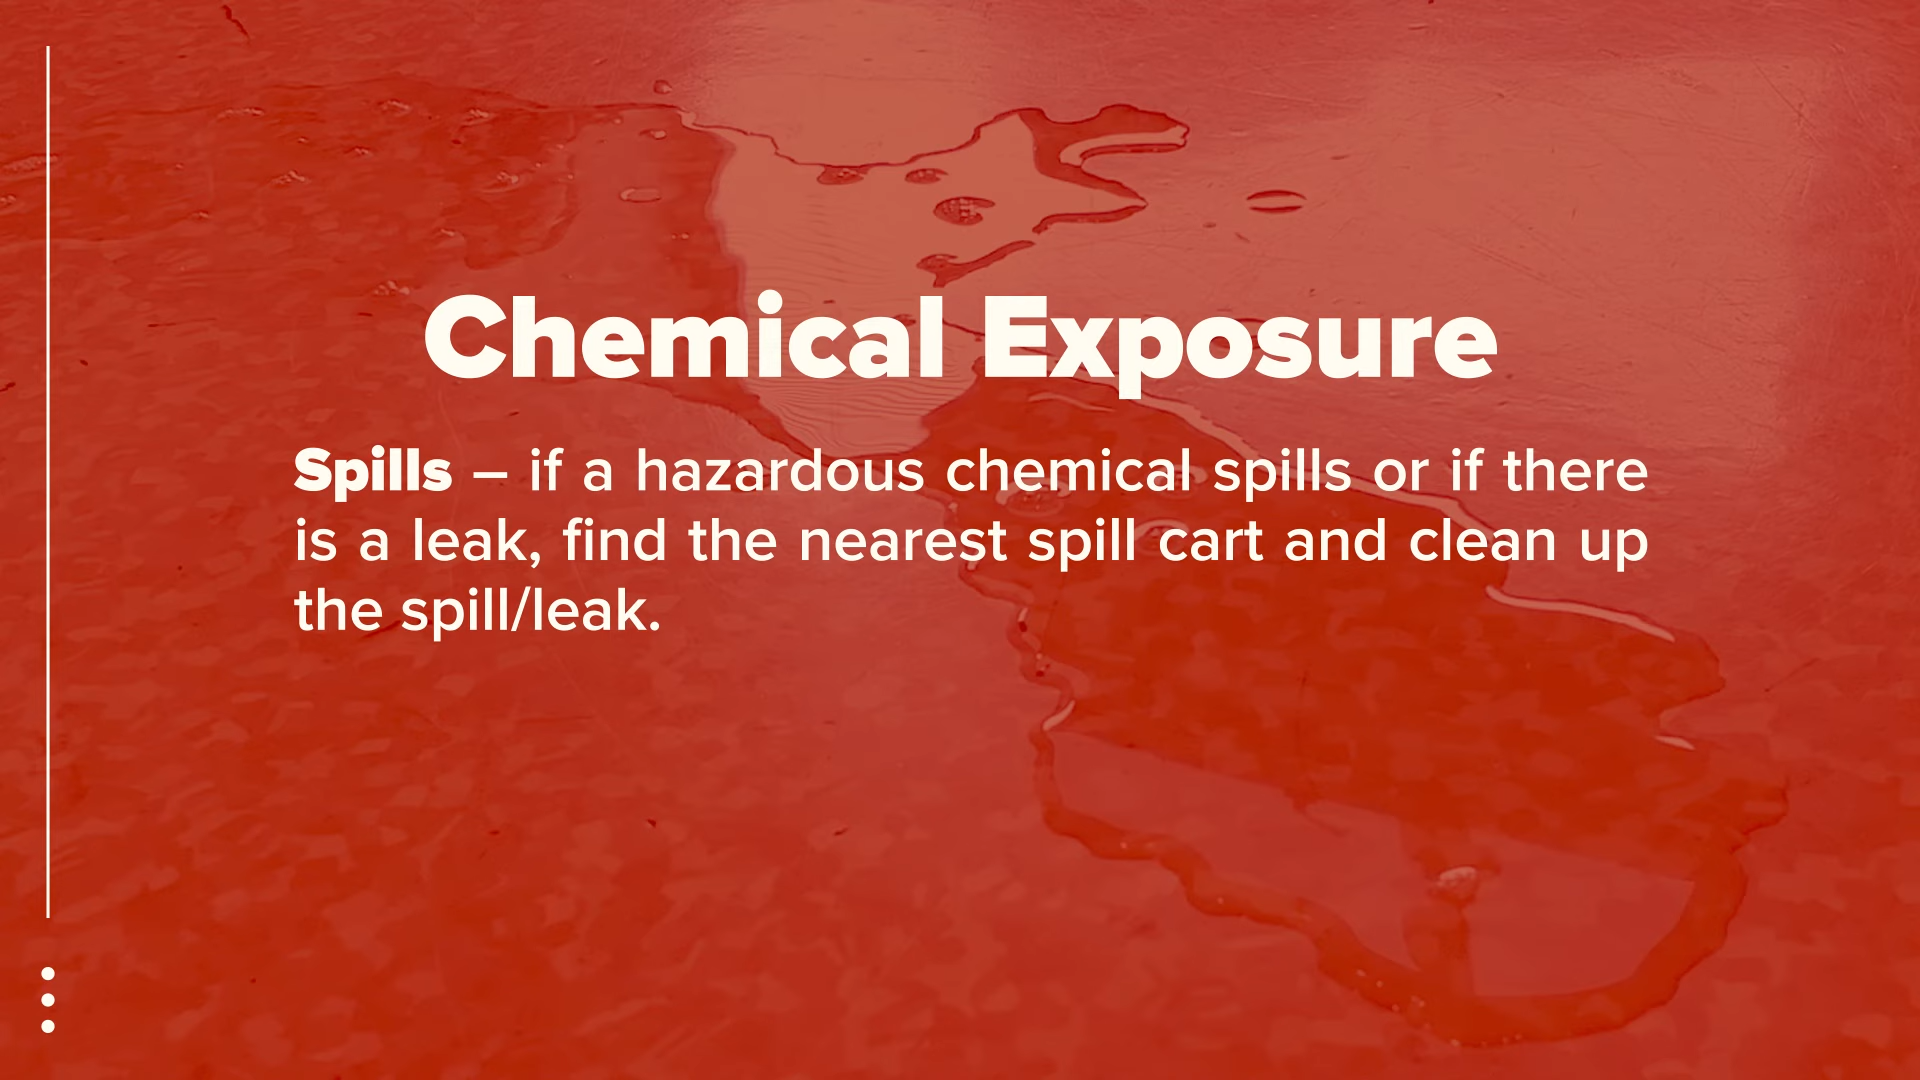 Chemical Exposure
Spills – if a hazardous chemical spills or if there
is a leak, find the nearest spill cart and clean up
the spill/leak.